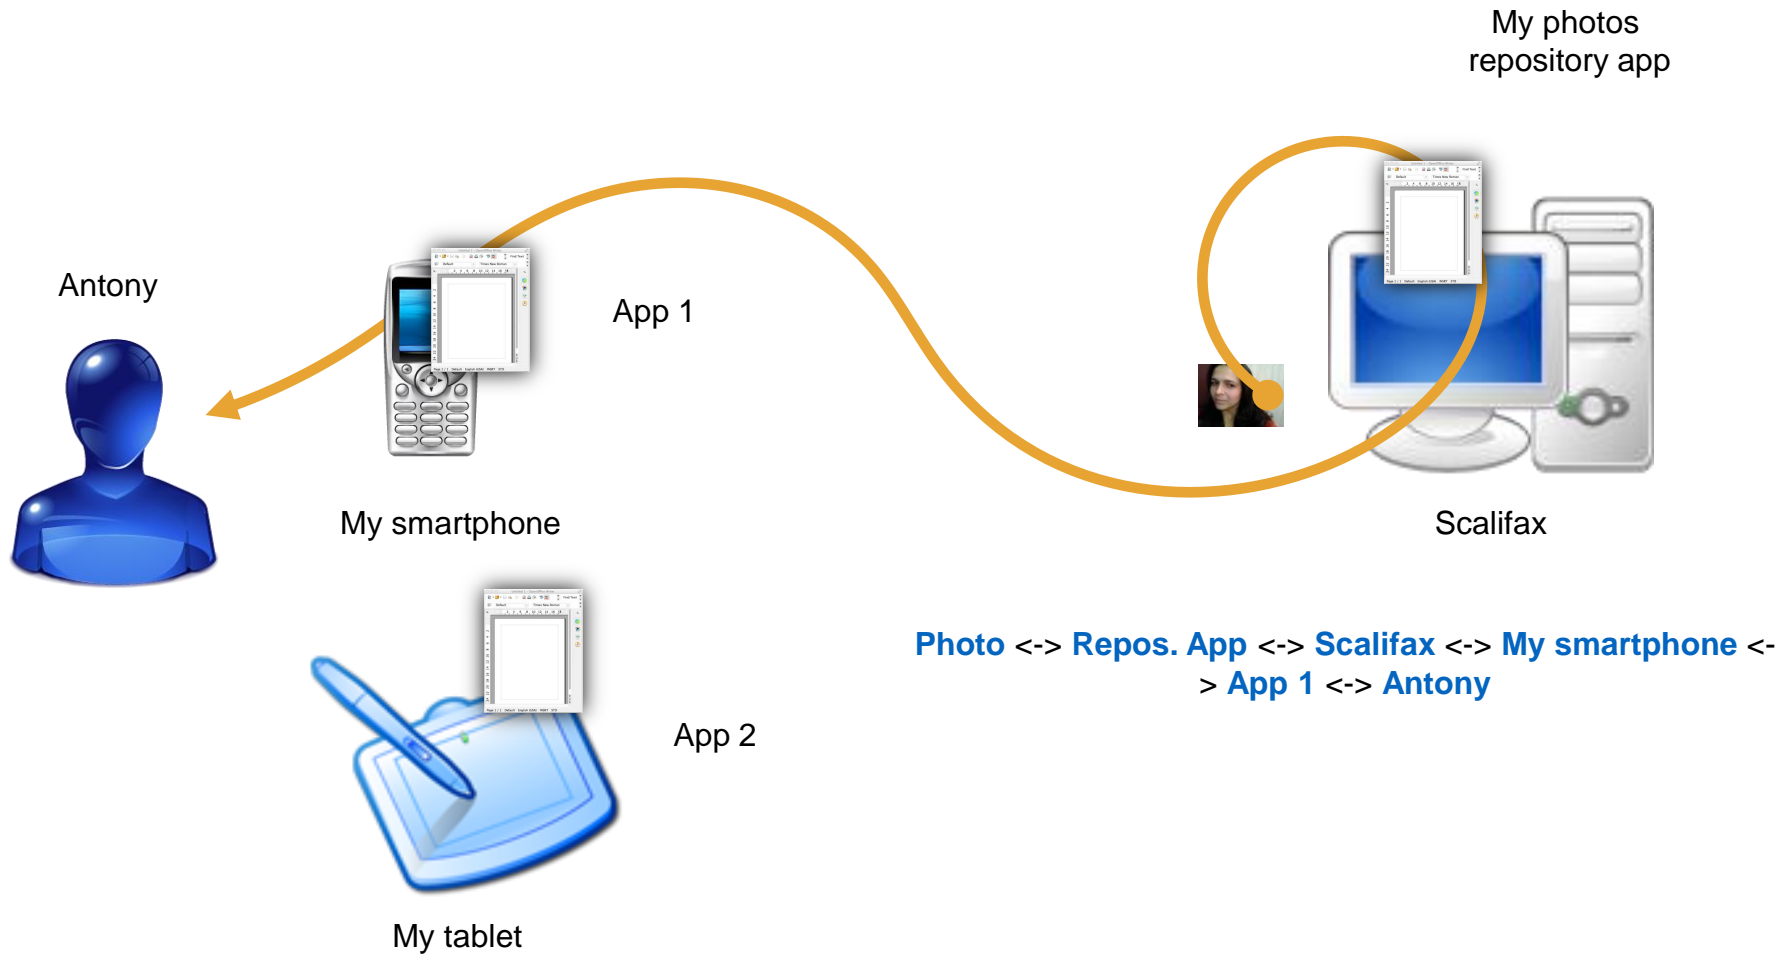 My photos
repository app
Antony
App 1
My smartphone
Scalifax
Photo <-> Repos. App <-> Scalifax <-> My smartphone <-
> App 1 <-> Antony
App 2
My tablet